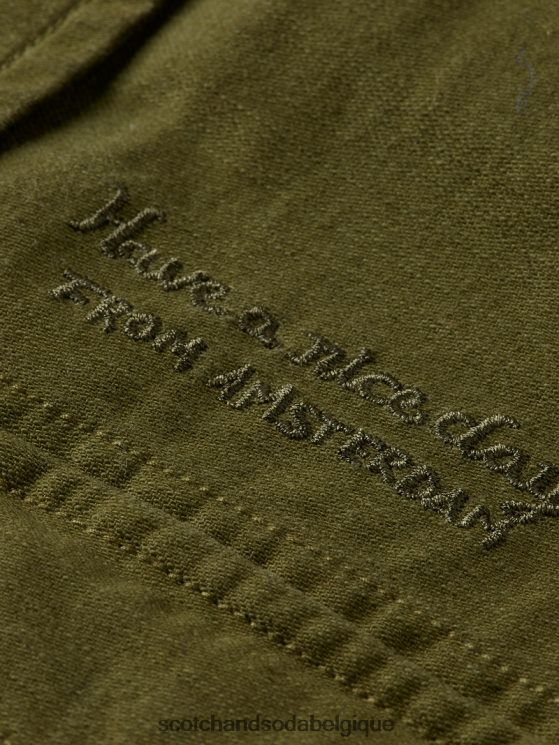 Have a nice day
FROM AMSTERDAM
scotchandsodabelgique